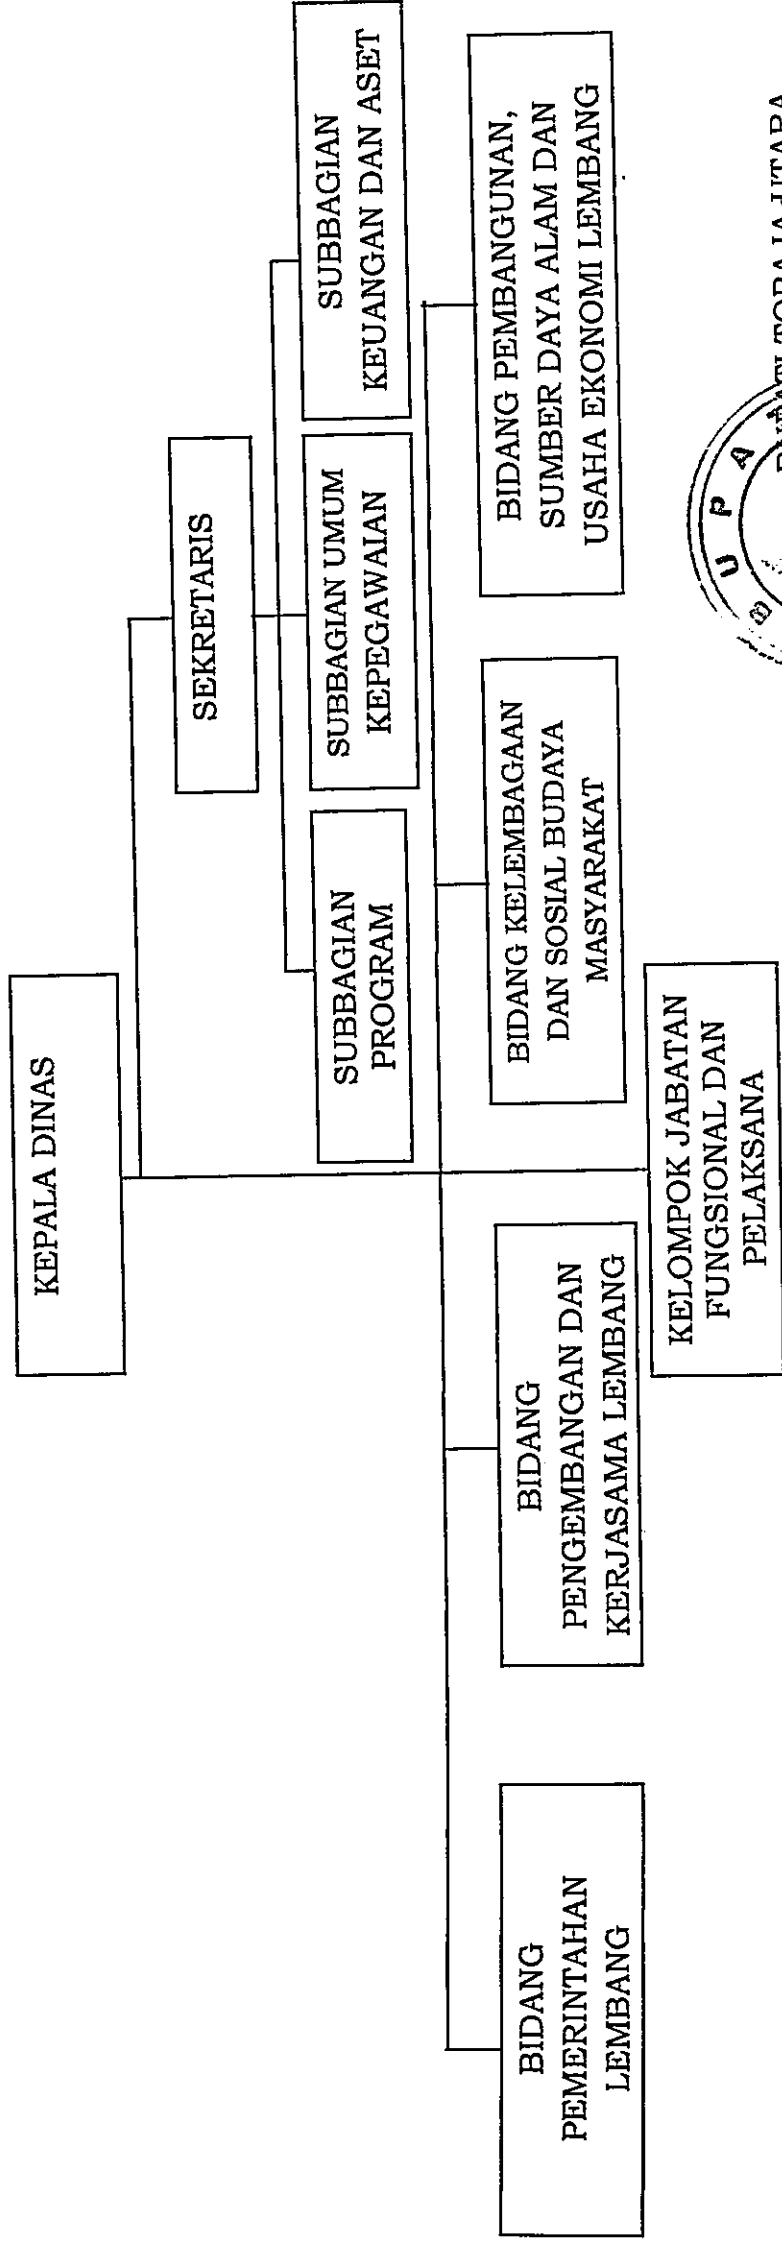 KEPALA DINAS
SEKRETARIS
SUBBAGIAN
PROGRAM
SUBBAGIAN UMUM
KEPEGAWAIAN
SUBBAGIAN
KEUANGAN DAN ASET
BIDANG
PEMERINTAHAN
LEMBANG
BIDANG
PENGEMBANGAN DAN
KERJASAMA LEMBANG
BIDANG KELEMBAGAAN
DAN SOSIAL BUDAYA
MASYARAKAT
BIDANG PEMBANGUNAN,
SUMBER DAYA ALAM DAN
USAHA EKONOMI LEMBANG
KELOMPOK JABATAN
FUNGSIONAL DAN
PELAKSANA
TORAJA UTARA